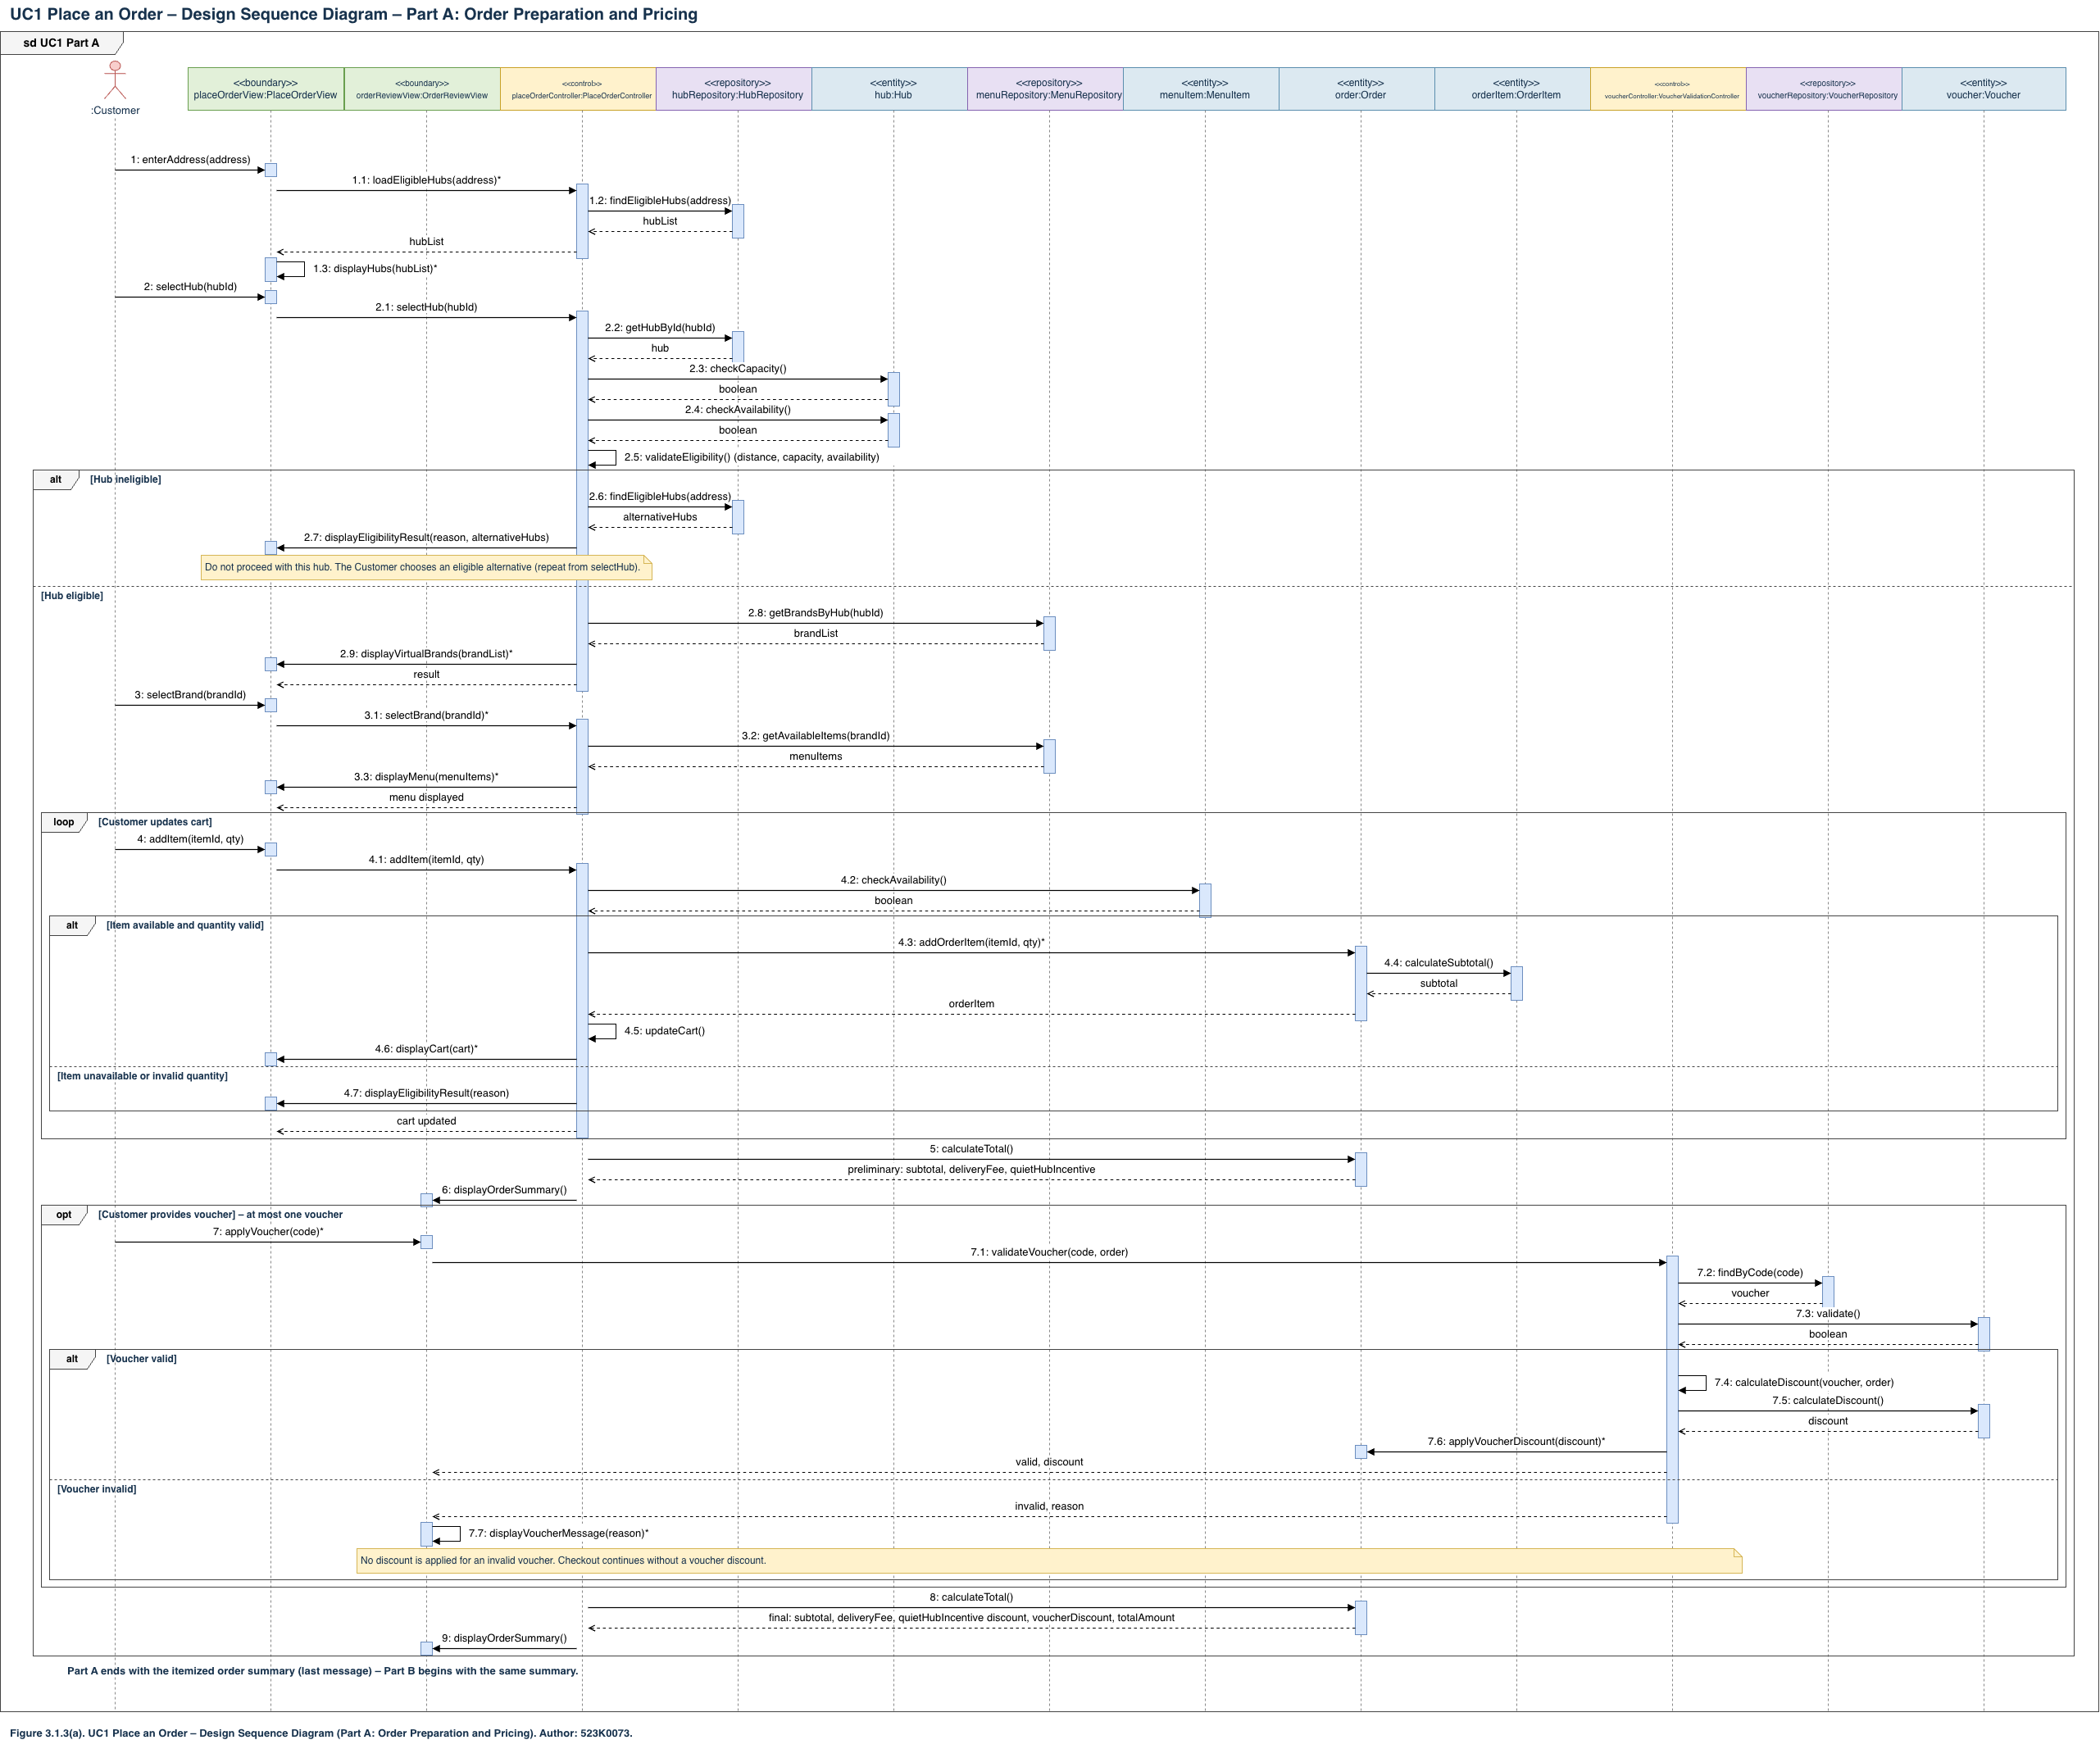 UC1 Place an Order – Design Sequence Diagram – Part A: Order Preparation and Pricing
sd UC1 Part A
:Customer
<<boundary>>
placeOrderView:PlaceOrderView
<<boundary>>
orderReviewView:OrderReviewView
<<control>>
placeOrderController:PlaceOrderController
<<repository>>
hubRepository:HubRepository
<<entity>>
hub:Hub
<<repository>>
menuRepository:MenuRepository
<<entity>>
menuItem:MenuItem
<<entity>>
order:Order
<<entity>>
orderItem:OrderItem
<<control>>
voucherController:VoucherValidationController
<<repository>>
voucherRepository:VoucherRepository
<<entity>>
voucher:Voucher
1: enterAddress(address)
1.1: loadEligibleHubs(address)*
1.2: findEligibleHubs(address)
hubList
hubList
1.3: displayHubs(hubList)*
2: selectHub(hubId)
2.1: selectHub(hubId)
2.2: getHubById(hubId)
hub
2.3: checkCapacity()
boolean
2.4: checkAvailability()
boolean
2.5: validateEligibility() (distance, capacity, availability)
alt
[Hub ineligible]
2.6: findEligibleHubs(address)
alternativeHubs
2.7: displayEligibilityResult(reason, alternativeHubs)
Do not proceed with this hub. The Customer chooses an eligible alternative (repeat from selectHub).
[Hub eligible]
2.8: getBrandsByHub(hubId)
brandList
2.9: displayVirtualBrands(brandList)*
result
3: selectBrand(brandId)
3.1: selectBrand(brandId)*
3.2: getAvailableItems(brandId)
menuItems
3.3: displayMenu(menuItems)*
menu displayed
loop
[Customer updates cart]
4: addItem(itemId, qty)
4.1: addItem(itemId, qty)
4.2: checkAvailability()
boolean
alt
[Item available and quantity valid]
4.3: addOrderItem(itemId, qty)*
4.4: calculateSubtotal()
subtotal
orderItem
4.5: updateCart()
4.6: displayCart(cart)*
[Item unavailable or invalid quantity]
4.7: displayEligibilityResult(reason)
cart updated
5: calculateTotal()
preliminary: subtotal, deliveryFee, quietHubIncentive
6: displayOrderSummary()
opt
[Customer provides voucher] – at most one voucher
7: applyVoucher(code)*
7.1: validateVoucher(code, order)
7.2: findByCode(code)
voucher
7.3: validate()
boolean
alt
[Voucher valid]
7.4: calculateDiscount(voucher, order)
7.5: calculateDiscount()
discount
7.6: applyVoucherDiscount(discount)*
valid, discount
[Voucher invalid]
invalid, reason
7.7: displayVoucherMessage(reason)*
No discount is applied for an invalid voucher. Checkout continues without a voucher discount.
8: calculateTotal()
final: subtotal, deliveryFee, quietHubIncentive discount, voucherDiscount, totalAmount
9: displayOrderSummary()
Part A ends with the itemized order summary (last message) – Part B begins with the same summary.
Figure 3.1.3(a). UC1 Place an Order – Design Sequence Diagram (Part A: Order Preparation and Pricing). Author: 523K0073.